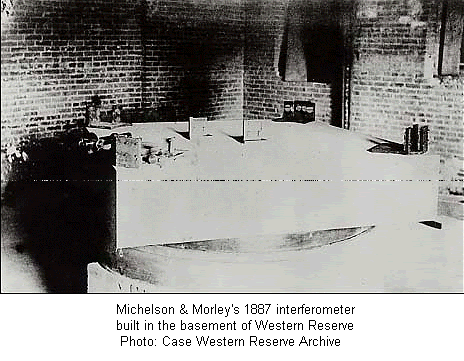 Michelson & Morley's 1887 interferometer
built in the basement of Western Reserve
Photo: Case Western Reserve Archive